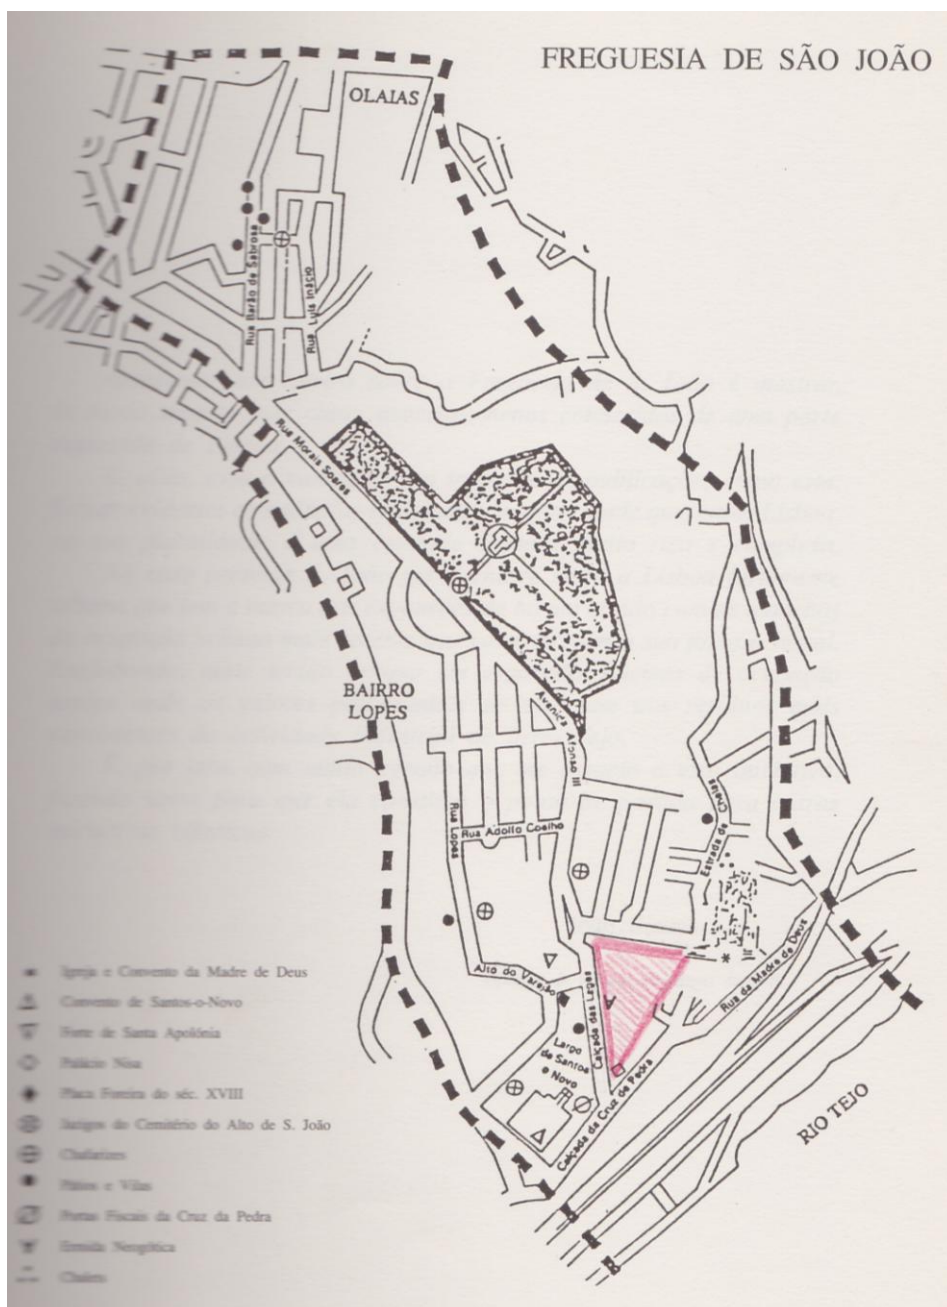 FREGUESIA DE SÃO JOÃO
OLAIAS
Rua Barão de Sabrosa
Rua Luís Inácio
Rua Morais Soares
BAIRRO
LOPES
Avenida Afonso III
Rua Lopes
Rua Adolfo Coelho
Estrada de Chelas
Alto do Varejão
Calçada das Lages
Rua da Madre de Deus
Largo
de Santos
o Novo
Calçada da Cruz da Pedra
RIO TEJO
Igreja e Convento da Madre de Deus
Convento de Santos-o-Novo
Forte de Santa Apolónia
Palácio Nisa
Placa Foreira do séc. XVIII
Jazigos do Cemitério do Alto de S. João
Chafarizes
Pátios e Vilas
Portas Fiscais da Cruz da Pedra
Ermida Neogótica
Chalets